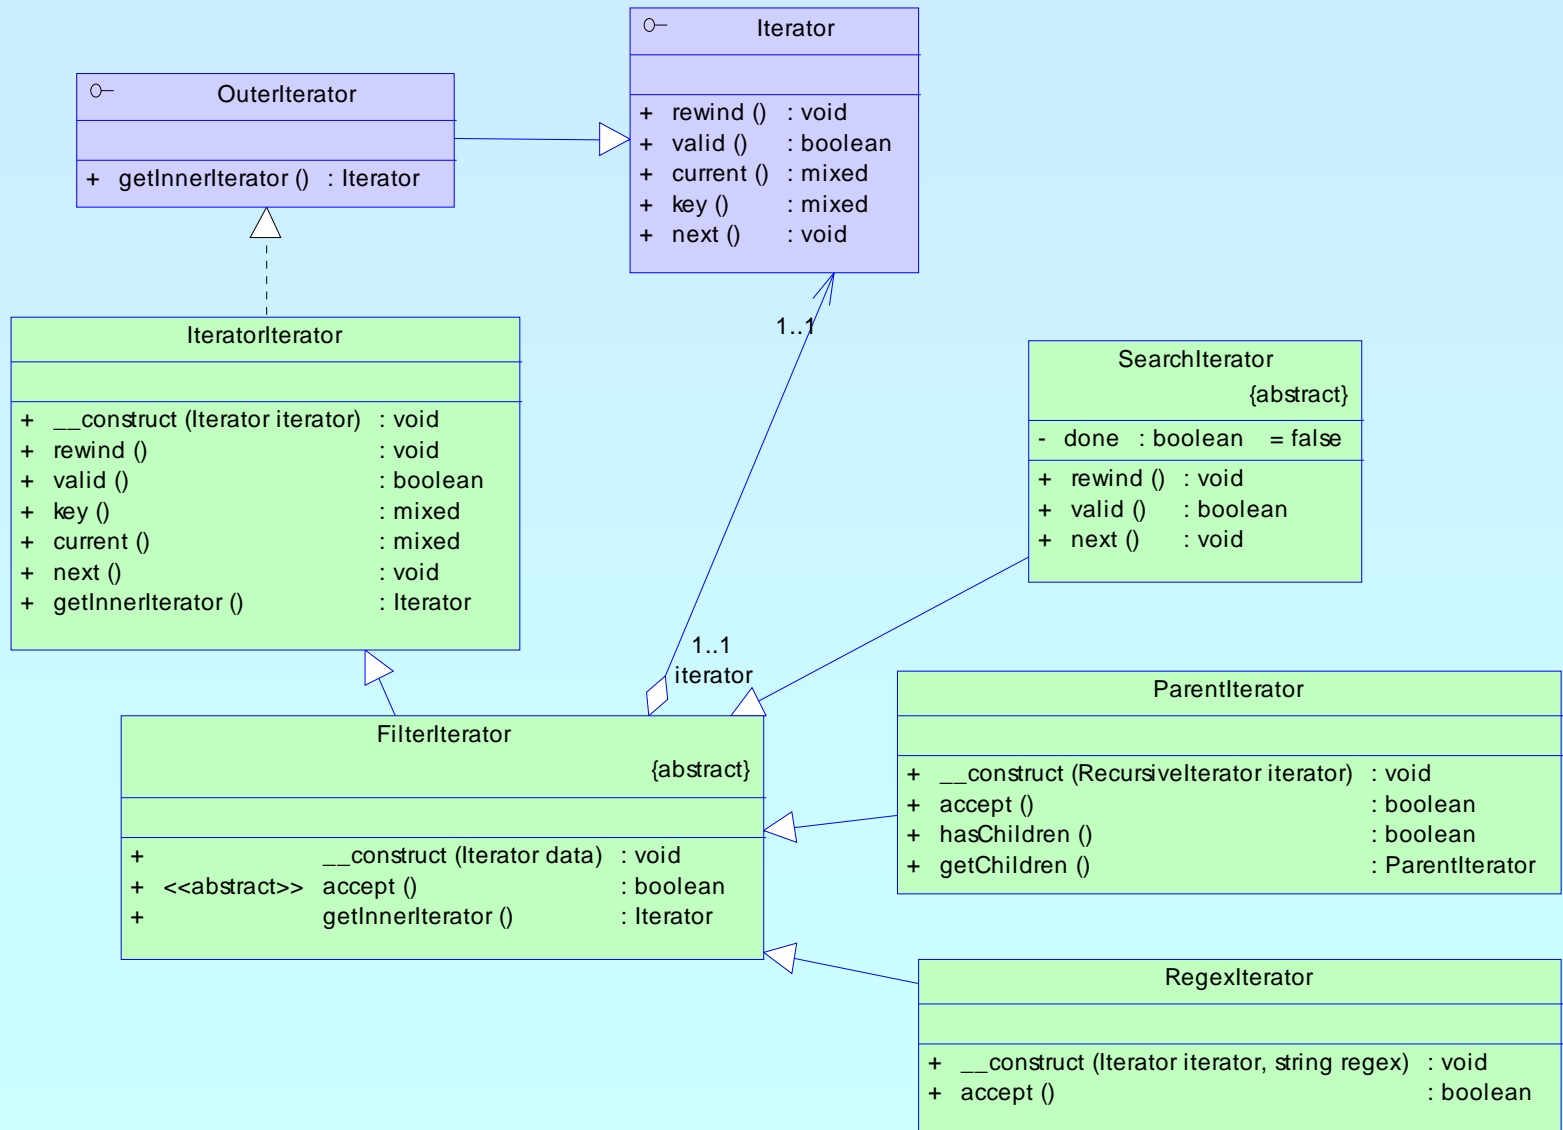 Iterator
+ rewind () : void
+ valid () : boolean
+ current () : mixed
+ key () : mixed
+ next () : void
OuterIterator
+ getInnerIterator () : Iterator
1..1
IteratorIterator
+ __construct (Iterator iterator) : void
+ rewind () : void
+ valid () : boolean
+ key () : mixed
+ current () : mixed
+ next () : void
+ getInnerIterator () : Iterator
SearchIterator
{abstract}
- done : boolean = false
+ rewind () : void
+ valid () : boolean
+ next () : void
1..1
iterator
FilterIterator
{abstract}
+ __construct (Iterator data) : void
+ <<abstract>> accept () : boolean
+ getInnerIterator () : Iterator
ParentIterator
+ __construct (RecursiveIterator iterator) : void
+ accept () : boolean
+ hasChildren () : boolean
+ getChildren () : ParentIterator
RegexIterator
+ __construct (Iterator iterator, string regex) : void
+ accept () : boolean